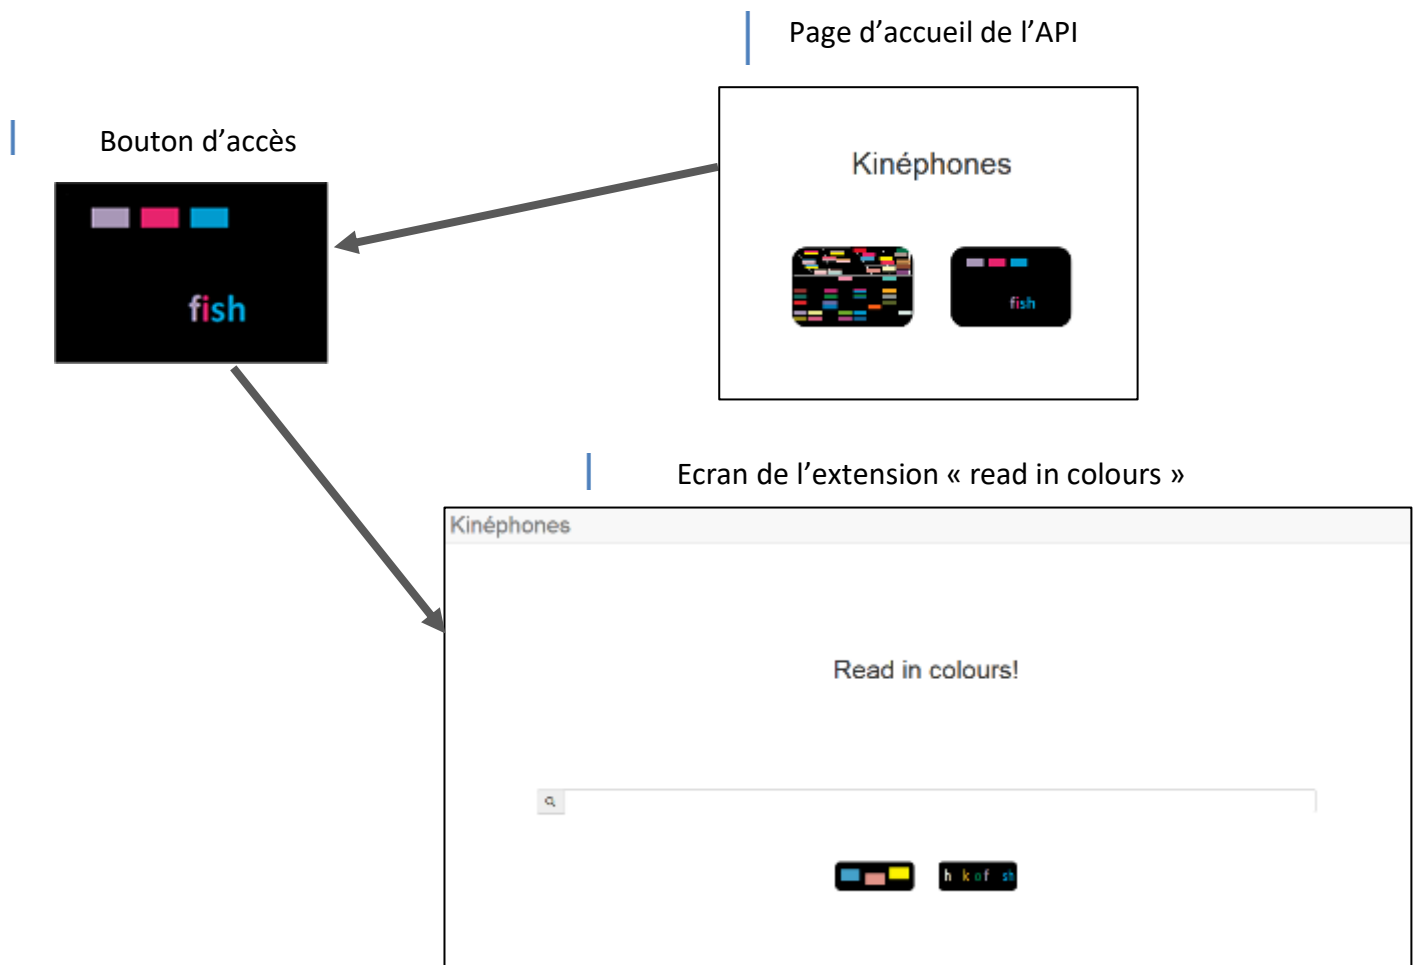 Page d’accueil de l’API
Bouton d’accès
Kinéphones
fish
fish
Ecran de l’extension « read in colours »
Kinéphones
Read in colours!
h k o f sh